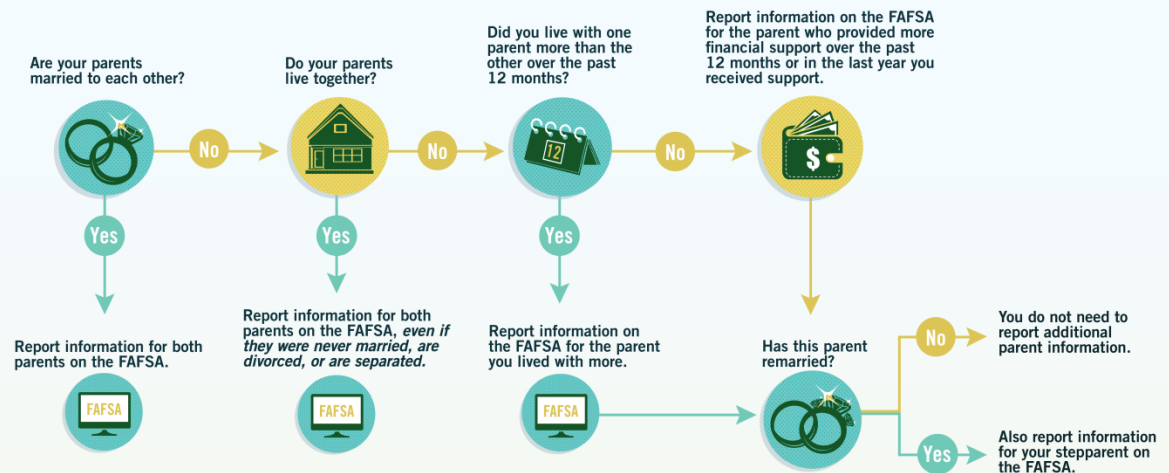 Are your parents
married to each other?
No
Yes
Report information for both
parents on the FAFSA.
FAFSA
Do your parents
live together?
No
Yes
Report information for both
parents on the FAFSA, even if
they were never married, are
divorced, or are separated.
FAFSA
Did you live with one
parent more than the
other over the past
12 months?
12
No
Yes
Report information on
the FAFSA for the parent
you lived with more.
FAFSA
Report information on the FAFSA
for the parent who provided more
financial support over the past
12 months or in the last year you
received support.
$
Has this parent
remarried?
No
You do not need to
report additional
parent information.
Yes
Also report information
for your stepparent on
the FAFSA.